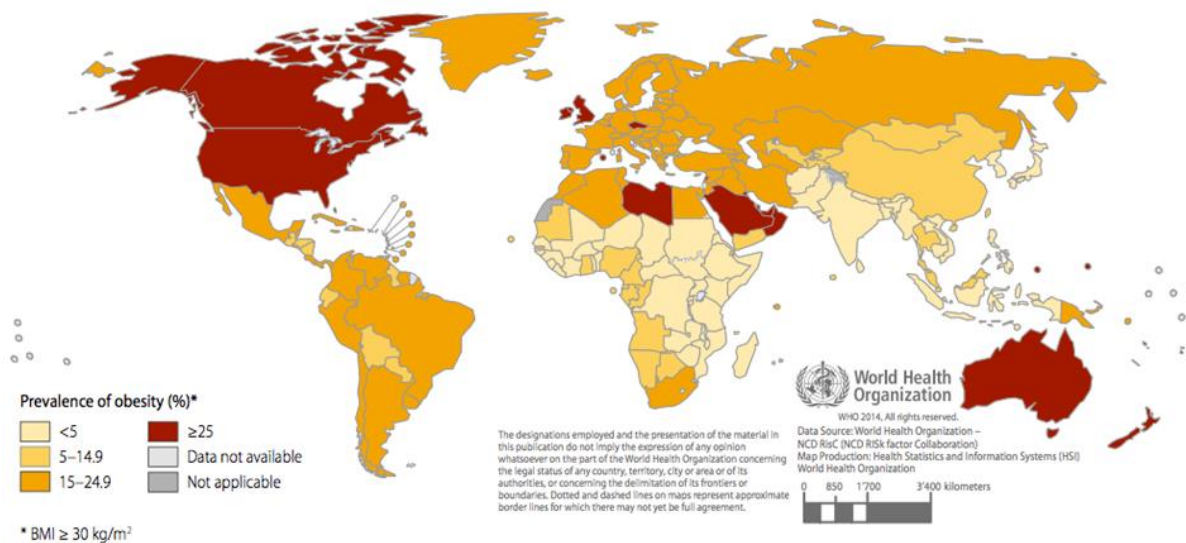 Prevalence of obesity (%)*
<5
5–14.9
15–24.9
≥25
Data not available
Not applicable
* BMI ≥ 30 kg/m²
The designations employed and the presentation of the material in
this publication do not imply the expression of any opinion
whatsoever on the part of the World Health Organization concerning
the legal status of any country, territory, city or area or of its
authorities, or concerning the delimitation of its frontiers or
boundaries. Dotted and dashed lines on maps represent approximate
border lines for which there may not yet be full agreement.
World Health
Organization
WHO 2014, All rights reserved.
Data Source: World Health Organization –
NCD RisC (NCD RISk factor Collaboration)
Map Production: Health Statistics and Information Systems (HSI)
World Health Organization
0 850 1700 3'400 kilometers